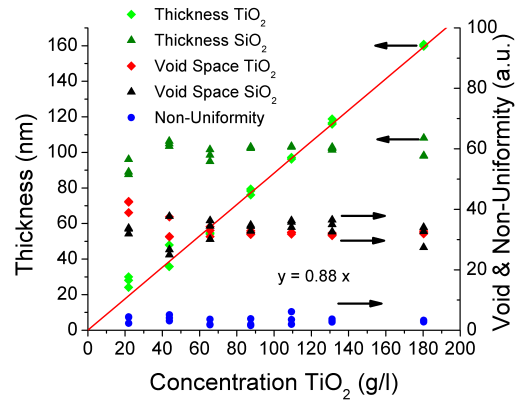 Thickness TiO₂
Thickness SiO₂
Void Space TiO₂
Void Space SiO₂
Non-Uniformity
y = 0.88 x
Thickness (nm)
0
20
40
60
80
100
120
140
160
Void & Non-Uniformity (a.u.)
0
20
40
60
80
100
0 20 40 60 80 100 120 140 160 180 200
Concentration TiO₂ (g/l)